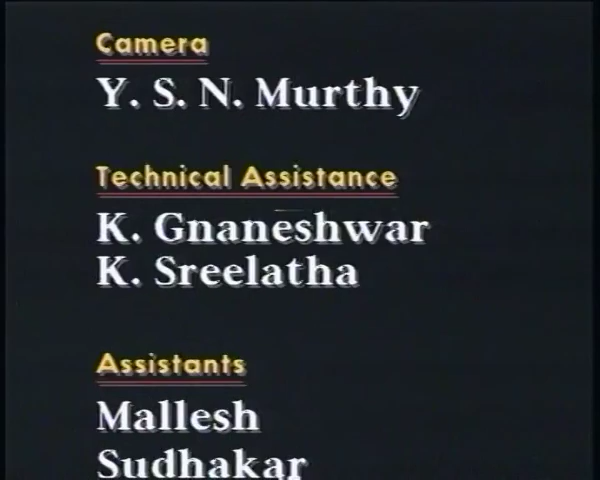 Camera
Y. S. N. Murthy
Technical Assistance
K. Gnaneshwar
K. Sreelatha
Assistants
Mallesh
Sudhakar